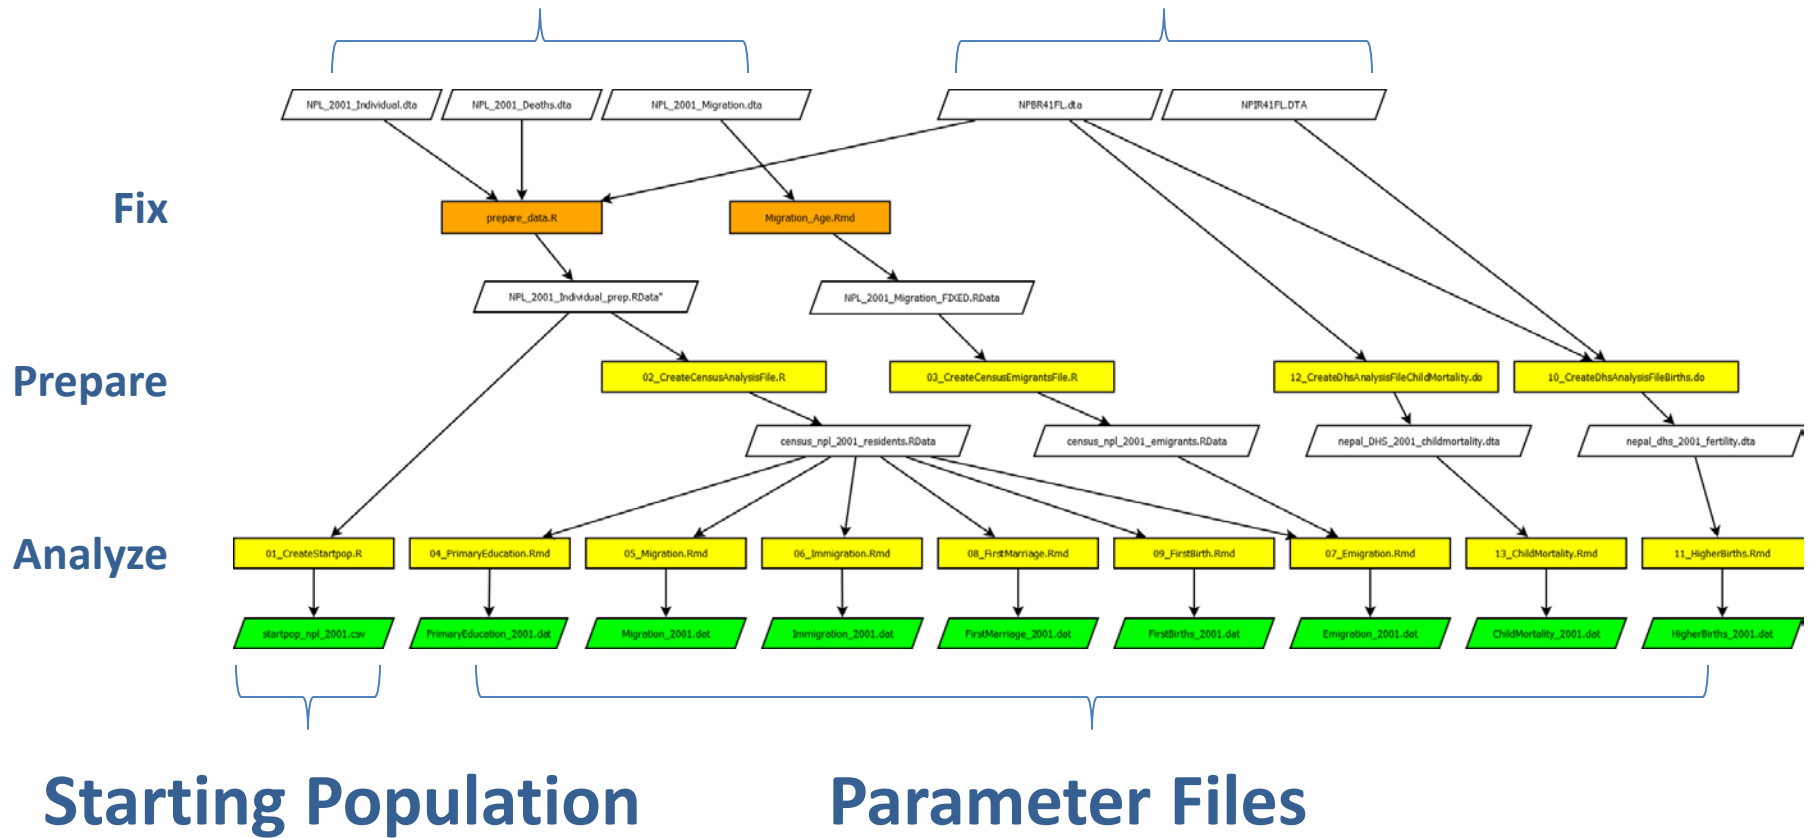 NPL_2001_Individual.dta
NPL_2001_Deaths.dta
NPL_2001_Migration.dta
NPBR41FL.dta
NPIR41FL.DTA
Fix
prepare_data.R
Migration_Age.Rmd
NPL_2001_Individual_prep.RData"
NPL_2001_Migration_FIXED.RData
Prepare
02_CreateCensusAnalysisFile.R
03_CreateCensusEmigrantsFile.R
12_CreateDhsAnalysisFileChildMortality.do
10_CreateDhsAnalysisFileBirths.do
census_npl_2001_residents.RData
census_npl_2001_emigrants.RData
nepal_DHS_2001_childmortality.dta
nepal_dhs_2001_fertility.dta
Analyze
01_CreateStartpop.R
04_PrimaryEducation.Rmd
05_Migration.Rmd
06_Immigration.Rmd
08_FirstMarriage.Rmd
09_FirstBirth.Rmd
07_Emigration.Rmd
13_ChildMortality.Rmd
11_HigherBirths.Rmd
startpop_npl_2001.csv
PrimaryEducation_2001.dat
Migration_2001.dat
Immigration_2001.dat
FirstMarriage_2001.dat
FirstBirths_2001.dat
Emigration_2001.dat
ChildMortality_2001.dat
HigherBirths_2001.dat
Starting Population
Parameter Files